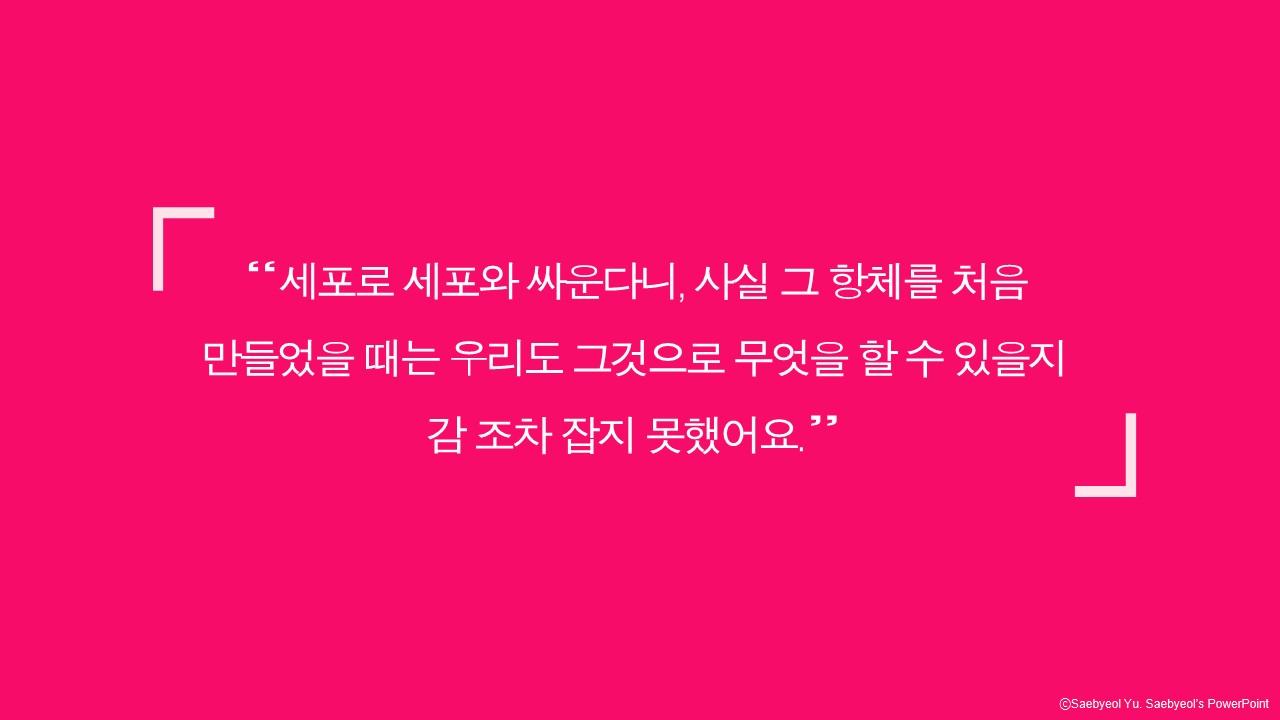 “세포로 세포와 싸운다니, 사실 그 항체를 처음
만들었을 때는 우리도 그것으로 무엇을 할 수 있을지
감 조차 잡지 못했어요.”
ⓒSaebyeol Yu. Saebyeol's PowerPoint